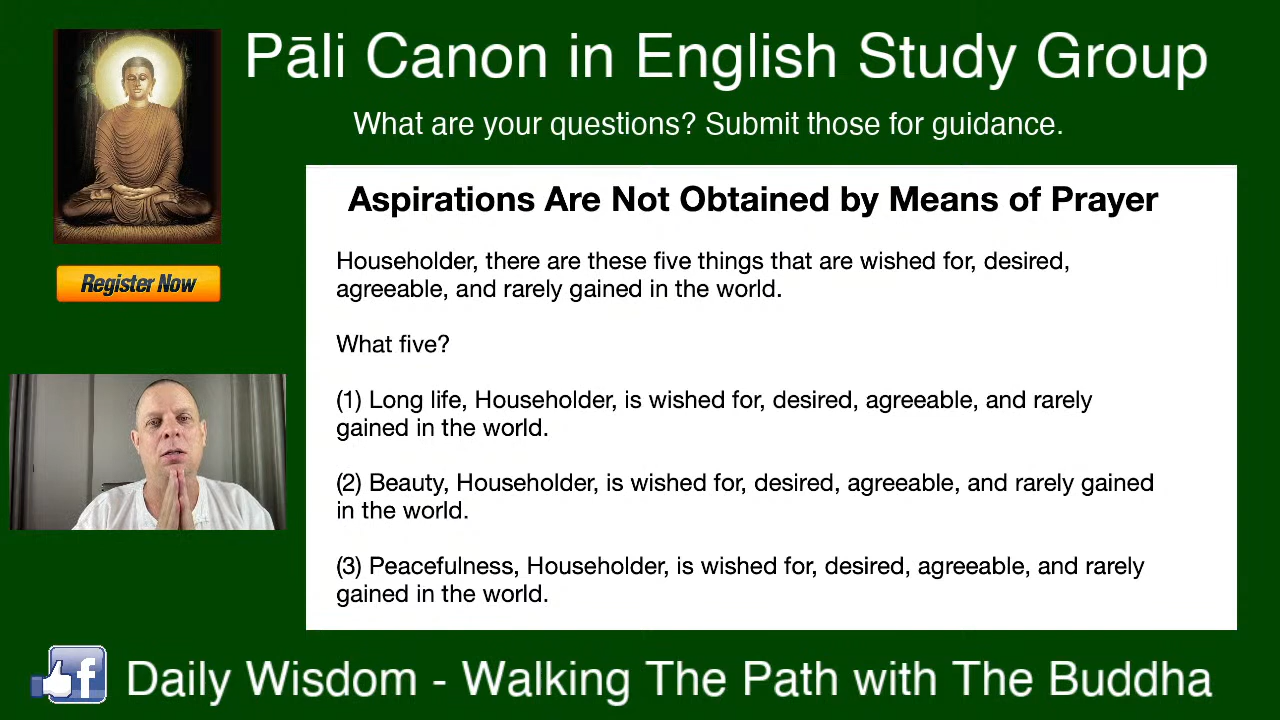 Pāli Canon in English Study Group
What are your questions? Submit those for guidance.
Register Now
Aspirations Are Not Obtained by Means of Prayer
Householder, there are these five things that are wished for, desired,
agreeable, and rarely gained in the world.
What five?
(1) Long life, Householder, is wished for, desired, agreeable, and rarely
gained in the world.
(2) Beauty, Householder, is wished for, desired, agreeable, and rarely gained
in the world.
(3) Peacefulness, Householder, is wished for, desired, agreeable, and rarely
gained in the world.
f
Daily Wisdom - Walking The Path with The Buddha